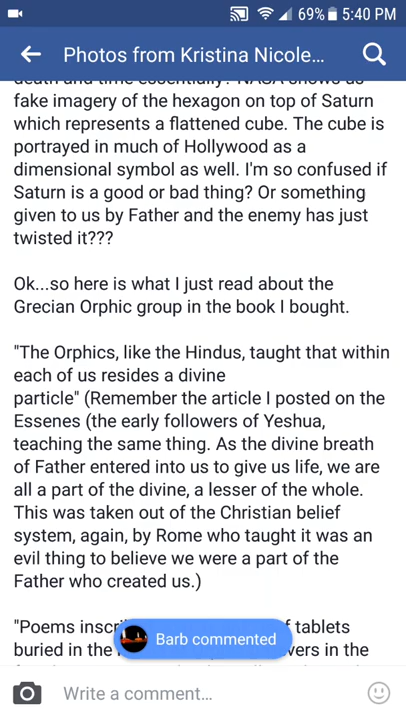 69% 5:40 PM
Photos from Kristina Nicole...
death and time essentially? NASA shows us
fake imagery of the hexagon on top of Saturn
which represents a flattened cube. The cube is
portrayed in much of Hollywood as a
dimensional symbol as well. I'm so confused if
Saturn is a good or bad thing? Or something
given to us by Father and the enemy has just
twisted it???
Ok...so here is what I just read about the
Grecian Orphic group in the book I bought.
"The Orphics, like the Hindus, taught that within
each of us resides a divine
particle" (Remember the article I posted on the
Essenes (the early followers of Yeshua,
teaching the same thing. As the divine breath
of Father entered into us to give us life, we are
all a part of the divine, a lesser of the whole.
This was taken out of the Christian belief
system, again, by Rome who taught it was an
evil thing to believe we were a part of the
Father who created us.)
"Poems tablets
buried in the in the
Barb commented
Write a comment...